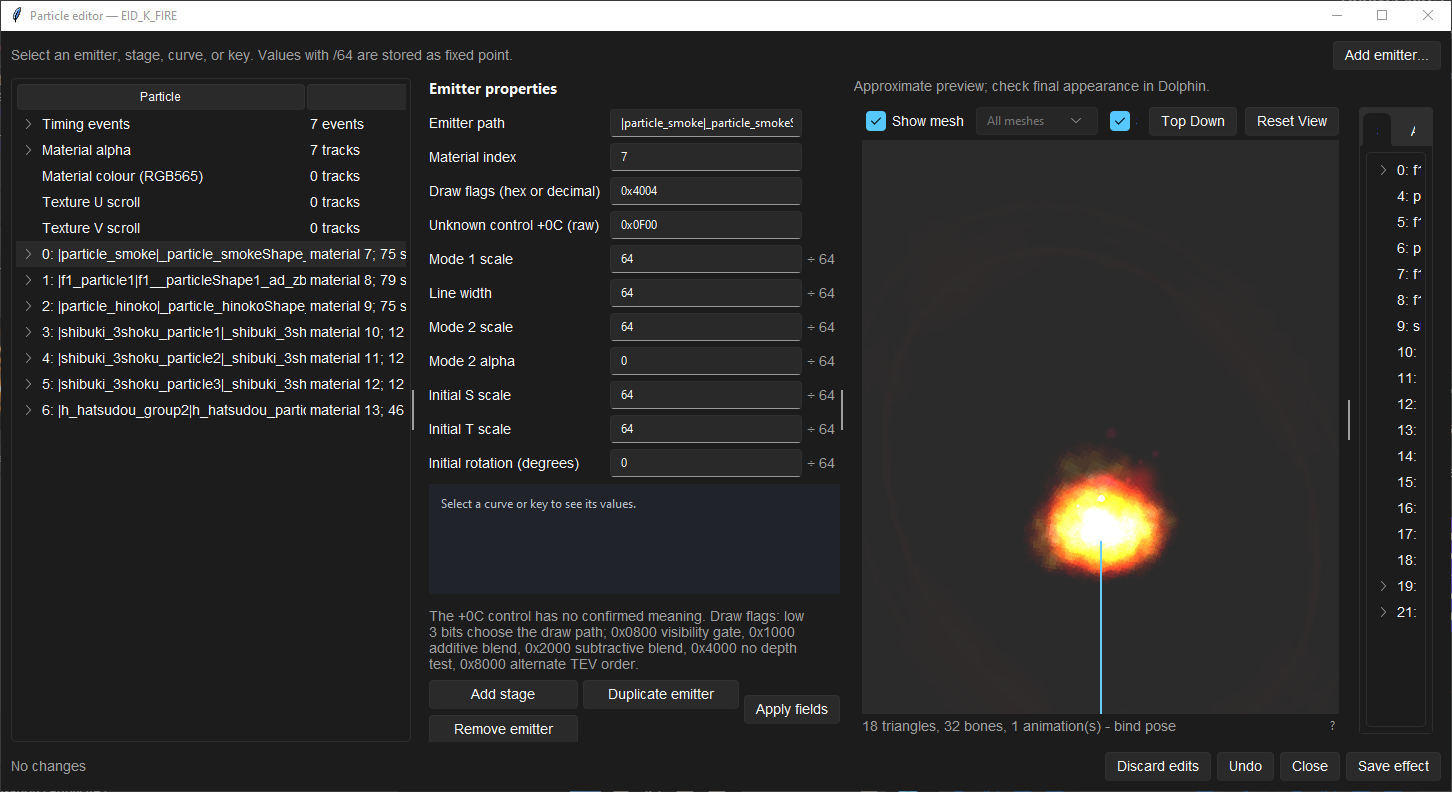 Particle editor — EID_K_FIRE
Select an emitter, stage, curve, or key. Values with /64 are stored as fixed point.
Add emitter...
Particle
Timing events 7 events
Material alpha 7 tracks
Material colour (RGB565) 0 tracks
Texture U scroll 0 tracks
Texture V scroll 0 tracks
0: |particle_smoke|_particle_smokeShape_ material 7; 75 s
1: |f1_particle1|f1__particleShape1_ad_zb material 8; 79 s
2: |particle_hinoko|_particle_hinokoShape_ material 9; 75 s
3: |shibuki_3shoku_particle1|_shibuki_3sh material 10; 12
4: |shibuki_3shoku_particle2|_shibuki_3sh material 11; 12
5: |shibuki_3shoku_particle3|_shibuki_3sh material 12; 12
6: |h_hatsudou_group2|h_hatsudou_partic material 13; 46
Emitter properties
Emitter path |particle_smoke|_particle_smokeS
Material index 7
Draw flags (hex or decimal) 0x4004
Unknown control +0C (raw) 0x0F00
Mode 1 scale 64 ÷ 64
Line width 64 ÷ 64
Mode 2 scale 64 ÷ 64
Mode 2 alpha 0 ÷ 64
Initial S scale 64 ÷ 64
Initial T scale 64 ÷ 64
Initial rotation (degrees) 0 ÷ 64
Select a curve or key to see its values.
The +0C control has no confirmed meaning. Draw flags: low
3 bits choose the draw path; 0x0800 visibility gate, 0x1000
additive blend, 0x2000 subtractive blend, 0x4000 no depth
test, 0x8000 alternate TEV order.
Add stage Duplicate emitter
Apply fields
Remove emitter
Approximate preview; check final appearance in Dolphin.
Show mesh All meshes Top Down Reset View
18 triangles, 32 bones, 1 animation(s) - bind pose ?
0: f1
4: p
5: f1
6: p
7: f1
8: f1
9: s
10:
11:
12:
13:
14:
15:
16:
17:
18:
19:
21:
No changes
Discard edits Undo Close Save effect